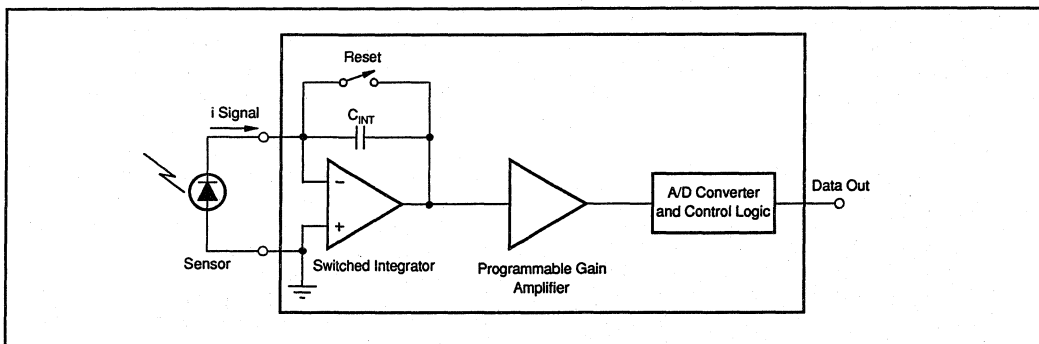 Reset
i Signal
C_INT
−
+
Sensor
Switched Integrator
Programmable Gain
Amplifier
A/D Converter
and Control Logic
Data Out